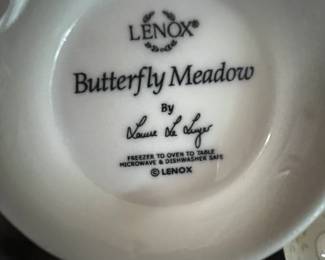 LENOX®
Butterfly Meadow
By
Louise Le Luyer
FREEZER TO OVEN TO TABLE
MICROWAVE & DISHWASHER SAFE
© LENOX